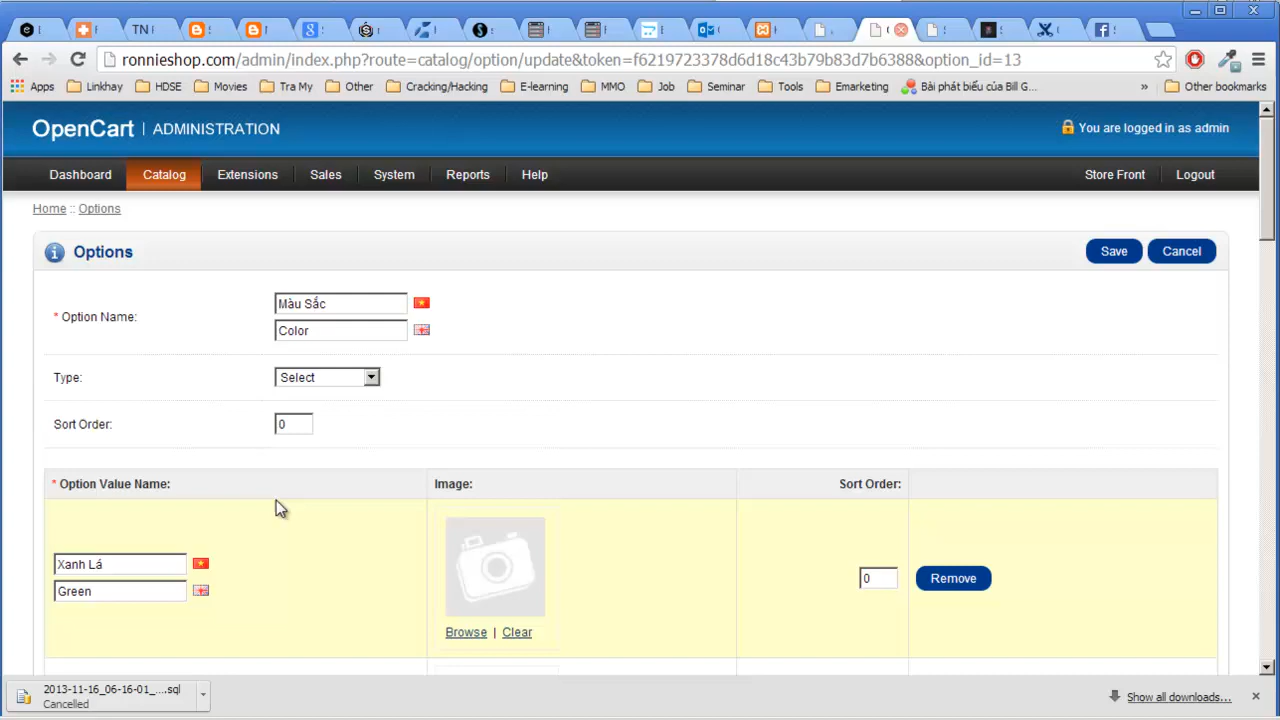 TN
ronnieshop.com/admin/index.php?route=catalog/option/update&token=f6219723378d6d18c43b79b83d7b6388&option_id=13
Apps Linkhay HDSE Movies Tra My Other Cracking/Hacking E-learning MMO Job Seminar Tools Emarketing Bài phát biểu của Bill G... » Other bookmarks
OpenCart | ADMINISTRATION You are logged in as admin
Dashboard Catalog Extensions Sales System Reports Help Store Front Logout
Home :: Options
Options Save Cancel
* Option Name: Màu Sắc
Color
Type: Select
Sort Order: 0
* Option Value Name: Image: Sort Order:
Xanh Lá
Green
0 Remove
Browse | Clear
2013-11-16_06-16-01_....sql
Cancelled
Show all downloads...